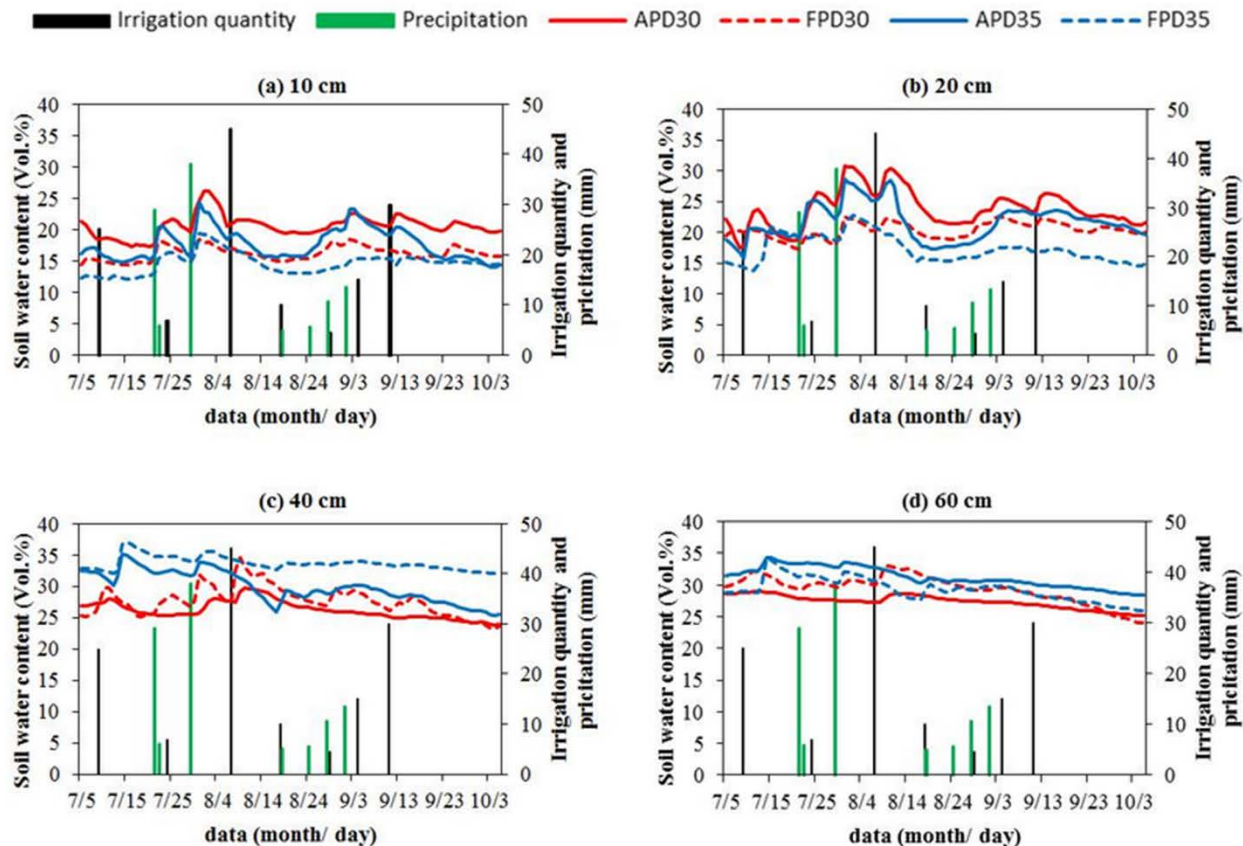 Irrigation quantity Precipitation APD30 FPD30 APD35 FPD35
(a) 10 cm
Soil water content (Vol.%)
40
35
30
25
20
15
10
5
0
50
40
30
20
10
0
Irrigation quantity and
pricitation (mm)
7/5 7/15 7/25 8/4 8/14 8/24 9/3 9/13 9/23 10/3
data (month/ day)
(b) 20 cm
Soil water content (Vol.%)
40
35
30
25
20
15
10
5
0
50
40
30
20
10
0
Irrigation quantity and
pricitation (mm)
7/5 7/15 7/25 8/4 8/14 8/24 9/3 9/13 9/23 10/3
data (month/ day)
(c) 40 cm
Soil water content (Vol.%)
40
35
30
25
20
15
10
5
0
50
40
30
20
10
0
Irrigation quantity and
pricitation (mm)
7/5 7/15 7/25 8/4 8/14 8/24 9/3 9/13 9/23 10/3
data (month/ day)
(d) 60 cm
Soil water content (Vol.%)
40
35
30
25
20
15
10
5
0
50
40
30
20
10
0
Irrigation quantity and
pricitation (mm)
7/5 7/15 7/25 8/4 8/14 8/24 9/3 9/13 9/23 10/3
data (month/ day)